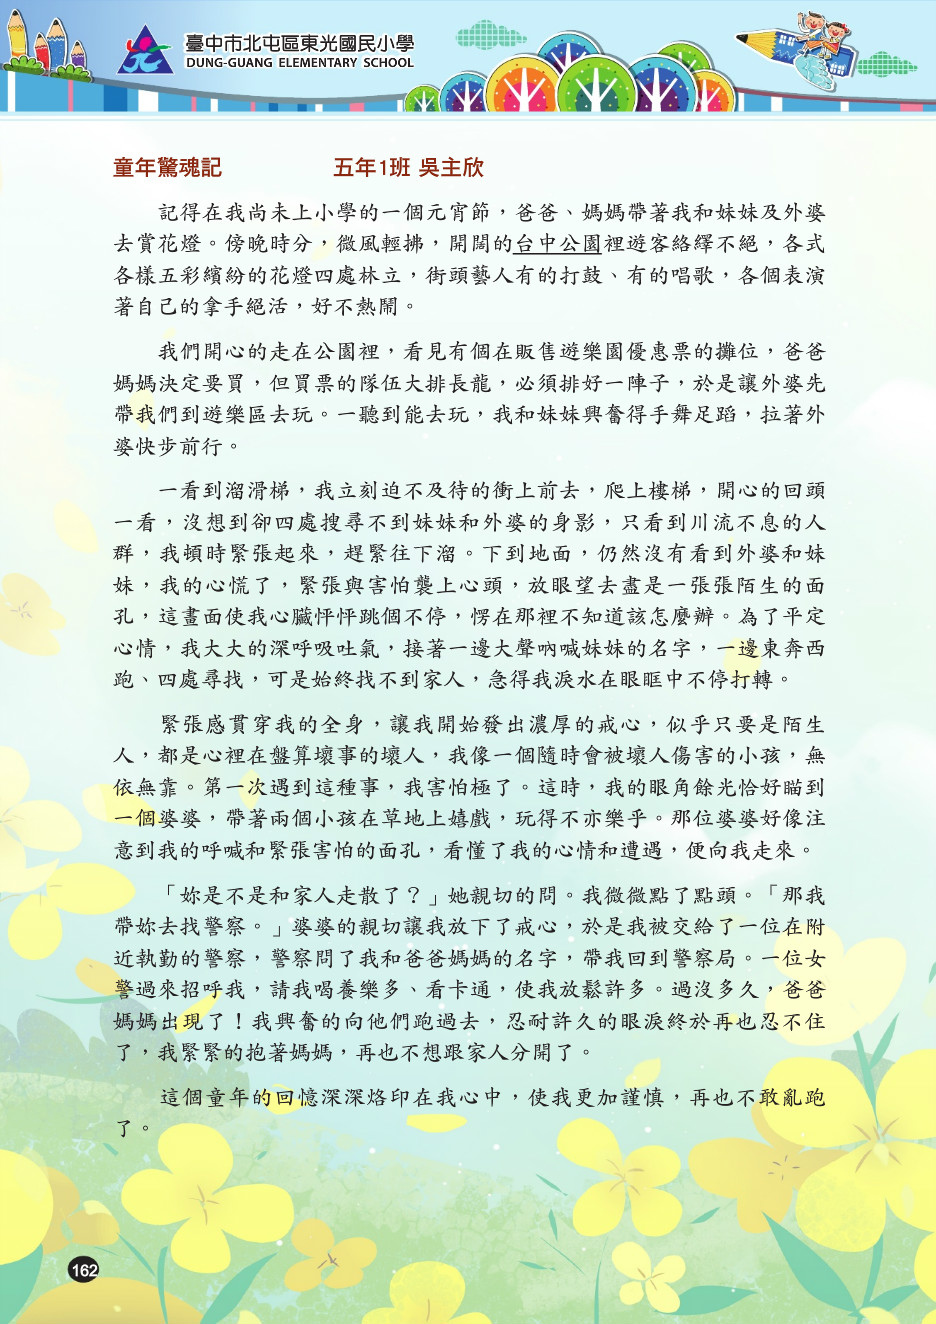 臺中市北屯區東光國民小學
DUNG-GUANG ELEMENTARY SCHOOL
童年驚魂記 五年1班 吳主欣
記得在我尚未上小學的一個元宵節，爸爸、媽媽帶著我和妹妹及外婆
去賞花燈。傍晚時分，微風輕拂，開闊的台中公園裡遊客絡繹不絕，各式
各樣五彩繽紛的花燈四處林立，街頭藝人有的打鼓、有的唱歌，各個表演
著自己的拿手絕活，好不熱鬧。
我們開心的走在公園裡，看見有個在販售遊樂園優惠票的攤位，爸爸
媽媽決定要買，但買票的隊伍大排長龍，必須排好一陣子，於是讓外婆先
帶我們到遊樂區去玩。一聽到能去玩，我和妹妹興奮得手舞足蹈，拉著外
婆快步前行。
一看到溜滑梯，我立刻迫不及待的衝上前去，爬上樓梯，開心的回頭
一看，沒想到卻四處搜尋不到妹妹和外婆的身影，只看到川流不息的人
群，我頓時緊張起來，趕緊往下溜。下到地面，仍然沒有看到外婆和妹
妹，我的心慌了，緊張與害怕襲上心頭，放眼望去盡是一張張陌生的面
孔，這畫面使我心臟怦怦跳個不停，愣在那裡不知道該怎麼辦。為了平定
心情，我大大的深呼吸吐氣，接著一邊大聲吶喊妹妹的名字，一邊東奔西
跑、四處尋找，可是始終找不到家人，急得我淚水在眼眶中不停打轉。
緊張感貫穿我的全身，讓我開始發出濃厚的戒心，似乎只要是陌生
人，都是心裡在盤算壞事的壞人，我像一個隨時會被壞人傷害的小孩，無
依無靠。第一次遇到這種事，我害怕極了。這時，我的眼角餘光恰好瞄到
一個婆婆，帶著兩個小孩在草地上嬉戲，玩得不亦樂乎。那位婆婆好像注
意到我的呼喊和緊張害怕的面孔，看懂了我的心情和遭遇，便向我走來。
「妳是不是和家人走散了？」她親切的問。我微微點了點頭。「那我
帶妳去找警察。」婆婆的親切讓我放下了戒心，於是我被交給了一位在附
近執勤的警察，警察問了我和爸爸媽媽的名字，帶我回到警察局。一位女
警過來招呼我，請我喝養樂多、看卡通，使我放鬆許多。過沒多久，爸爸
媽媽出現了！我興奮的向他們跑過去，忍耐許久的眼淚終於再也忍不住
了，我緊緊的抱著媽媽，再也不想跟家人分開了。
這個童年的回憶深深烙印在我心中，使我更加謹慎，再也不敢亂跑
了。
162